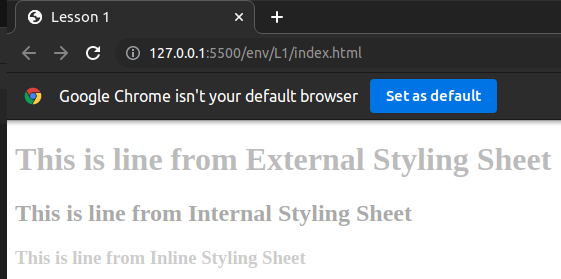 Lesson 1
127.0.0.1:5500/env/L1/index.html
Google Chrome isn't your default browser Set as default
This is line from External Styling Sheet
This is line from Internal Styling Sheet
This is line from Inline Styling Sheet